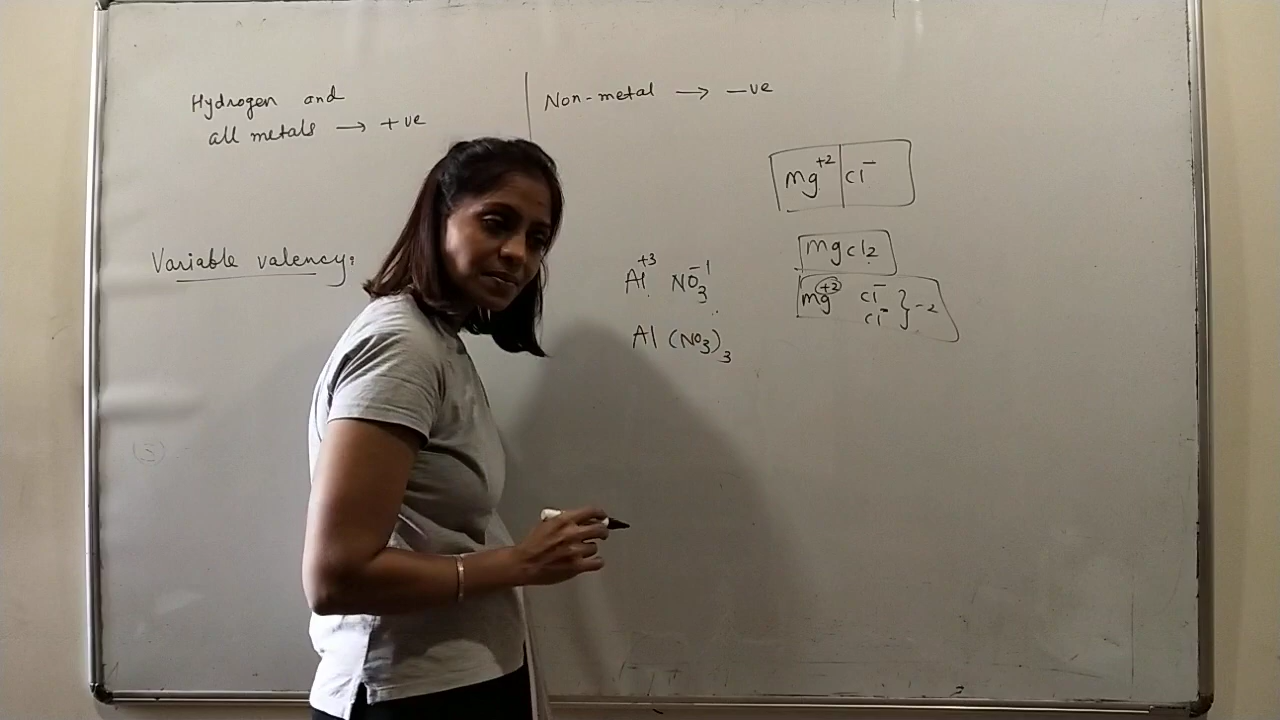 Hydrogen and
all metals → +ve
Non-metal → -ve
Mg⁺² | Cl⁻
Variable valency:
Mgcl₂
Al⁺³ NO₃⁻¹
Mg⁺² Cl⁻
Cl⁻ } -2
Al (NO₃)₃